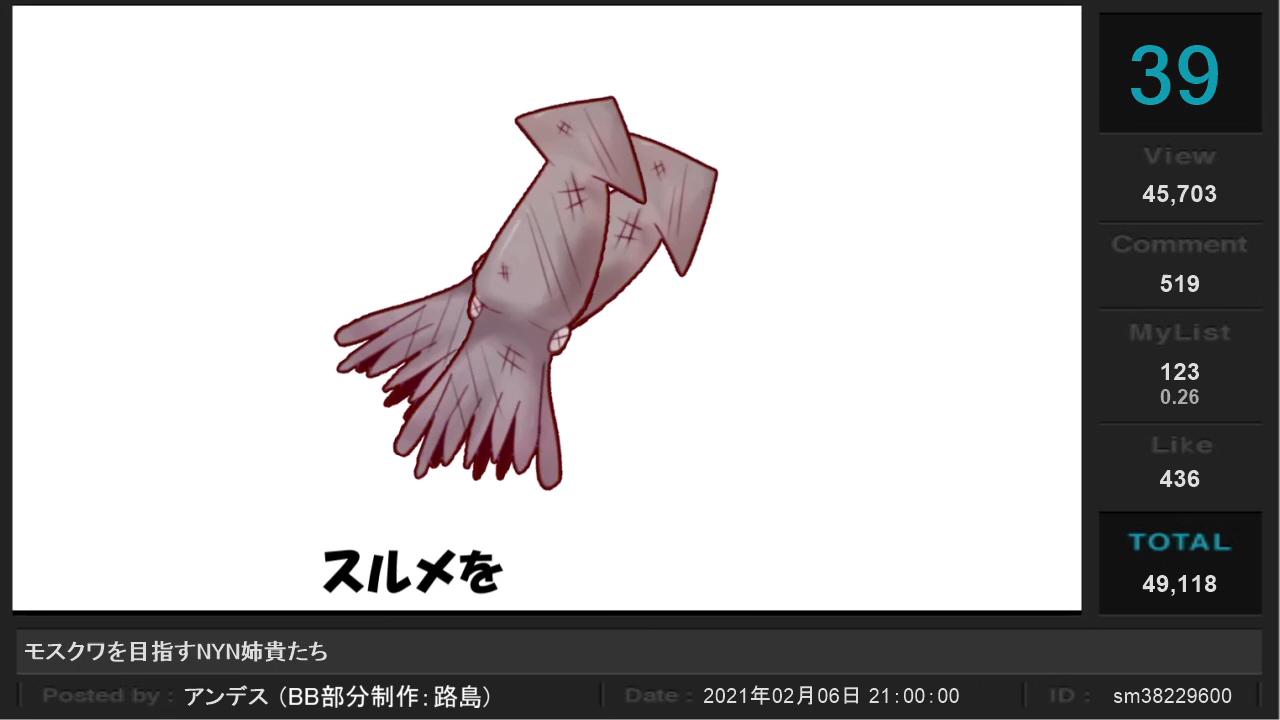 39
View
45,703
Comment
519
MyList
123
0.26
Like
436
TOTAL
49,118
スルメを
モスクワを目指すNYN姉貴たち
Posted by : アンデス（BB部分制作：路島） Date : 2021年02月06日 21：00：00 ID : sm38229600